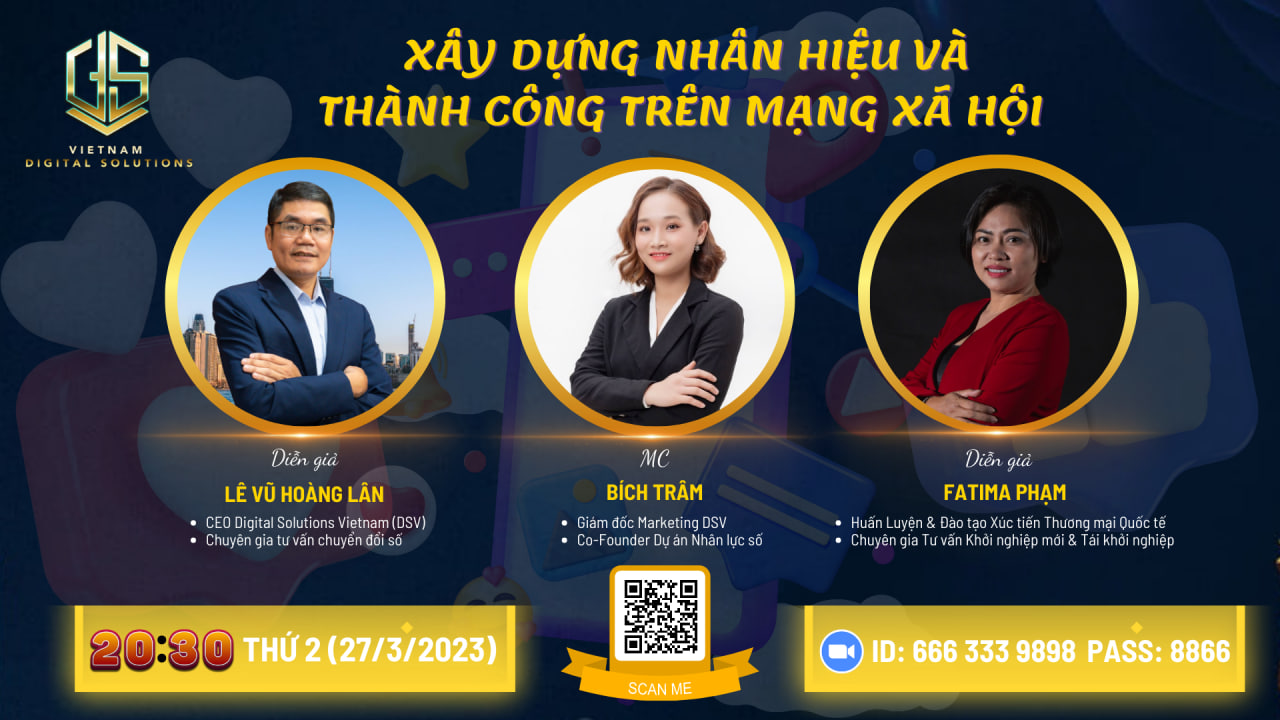 VIETNAM
DIGITAL SOLUTIONS
XÂY DỰNG NHÂN HIỆU VÀ
THÀNH CÔNG TRÊN MẠNG XÃ HỘI
Diễn giả
LÊ VŨ HOÀNG LÂN
• CEO Digital Solutions Vietnam (DSV)
• Chuyên gia tư vấn chuyển đổi số
MC
BÍCH TRÂM
• Giám đốc Marketing DSV
• Co-Founder Dự án Nhân lực số
Diễn giả
FATIMA PHẠM
• Huấn Luyện & Đào tạo Xúc tiến Thương mại Quốc tế
• Chuyên gia Tư vấn Khởi nghiệp mới & Tái khởi nghiệp
20:30 THỨ 2 (27/3/2023)
SCAN ME
ID: 666 333 9898 PASS: 8866